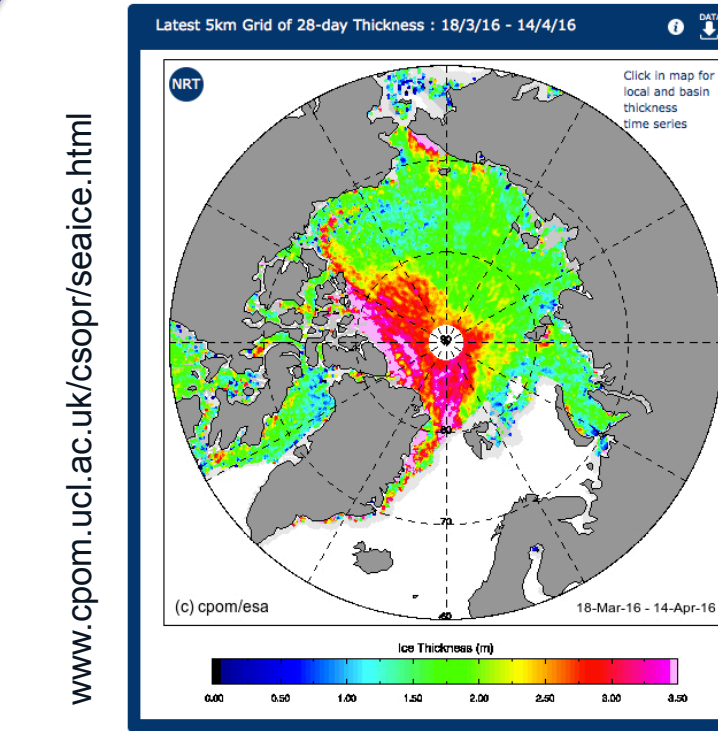 www.cpom.ucl.ac.uk/csopr/seaice.html
Latest 5km Grid of 28-day Thickness : 18/3/16 - 14/4/16
i
DATA
NRT
Click in map for
local and basin
thickness
time series
90
80
70
60
(c) cpom/esa
18-Mar-16 - 14-Apr-16
Ice Thickness (m)
0.00 0.50 1.00 1.50 2.00 2.50 3.00 3.50